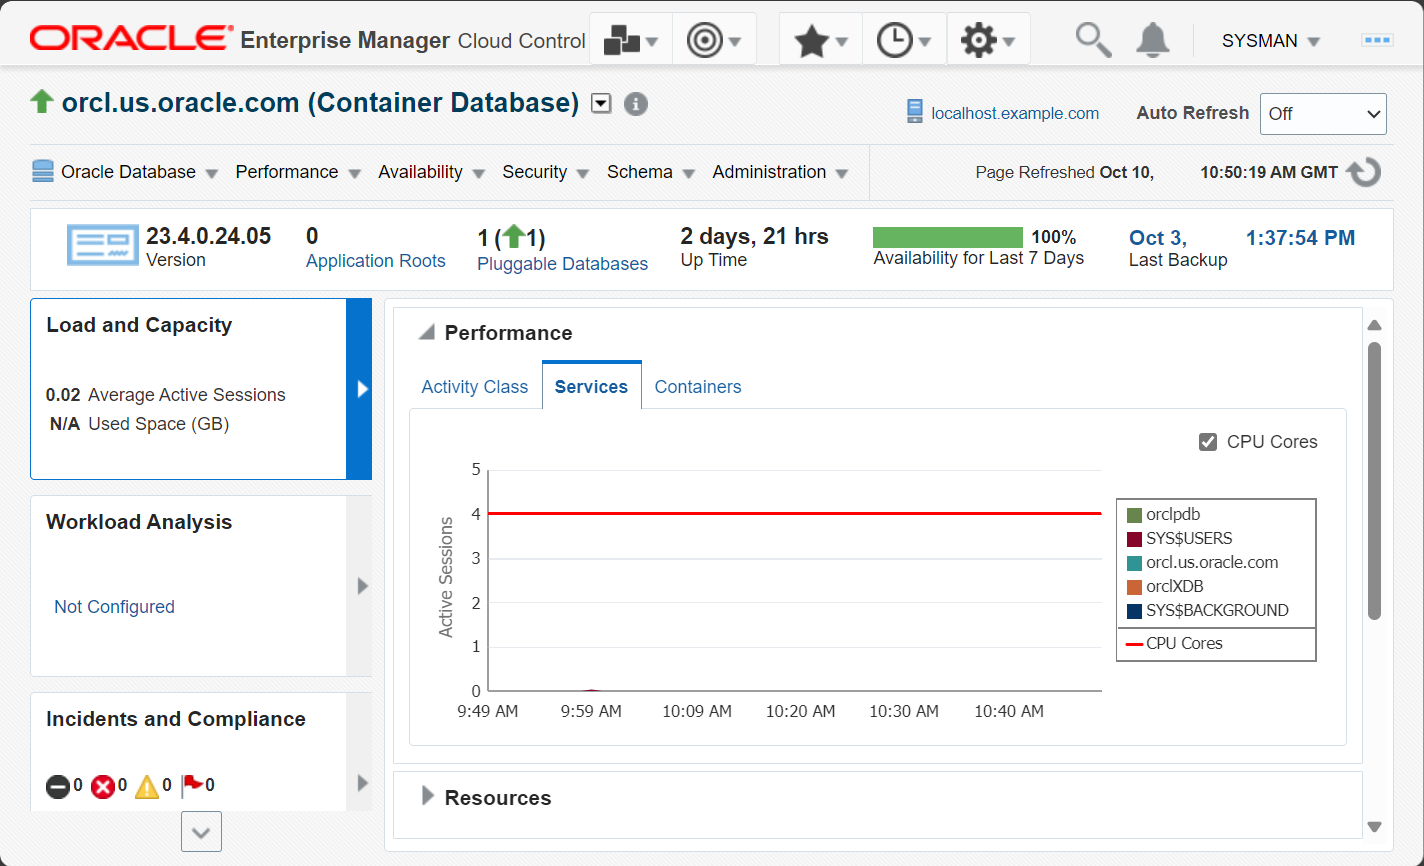 ORACLE® Enterprise Manager Cloud Control
SYSMAN
orcl.us.oracle.com (Container Database)
localhost.example.com
Auto Refresh Off
Oracle Database Performance Availability Security Schema Administration
Page Refreshed Oct 10, 10:50:19 AM GMT
23.4.0.24.05
Version
0
Application Roots
1 (1)
Pluggable Databases
2 days, 21 hrs
Up Time
100%
Availability for Last 7 Days
Oct 3, 1:37:54 PM
Last Backup
Load and Capacity
0.02 Average Active Sessions
N/A Used Space (GB)
Workload Analysis
Not Configured
Incidents and Compliance
0 0 0 0
Performance
Activity Class Services Containers
CPU Cores
Active Sessions
5
4
3
2
1
0
9:49 AM 9:59 AM 10:09 AM 10:20 AM 10:30 AM 10:40 AM
orclpdb
SYS$USERS
orcl.us.oracle.com
orclXDB
SYS$BACKGROUND
CPU Cores
Resources